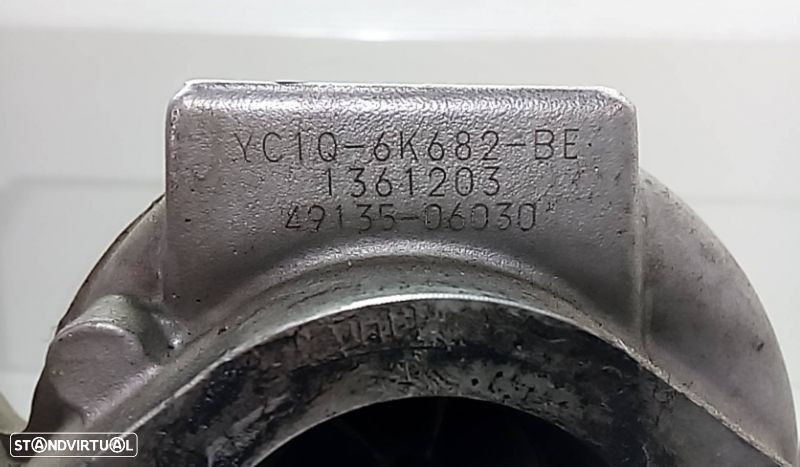 YC1Q-6K682-BE
1361203
49135-06030
STANDVIRTUAL